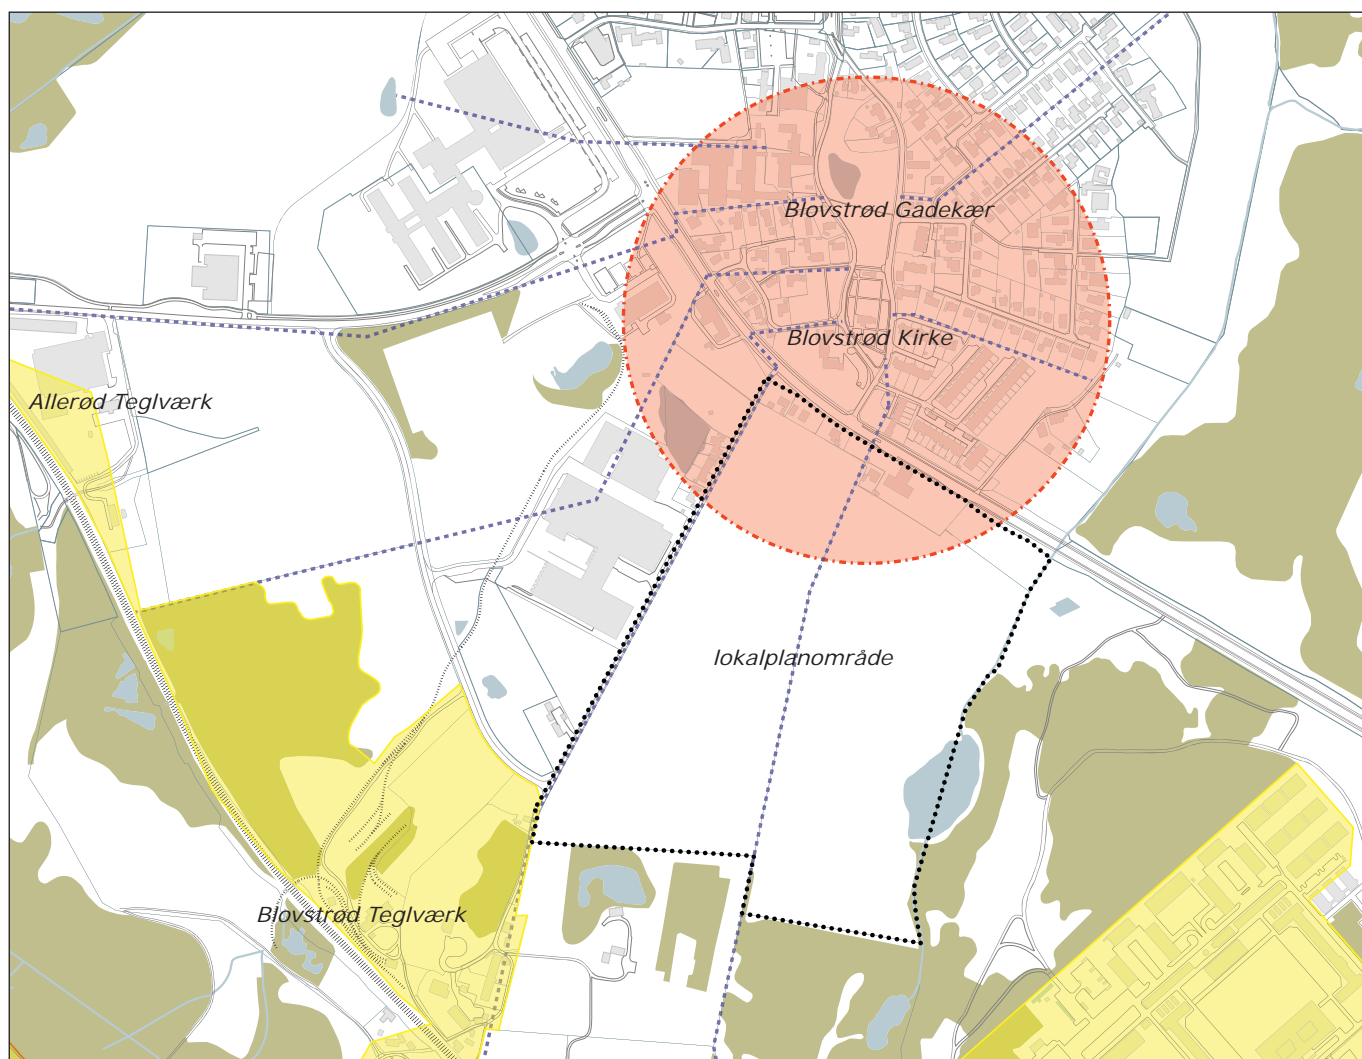 Blovstrød Gadekær
Blovstrød Kirke
Allerød Teglværk
lokalplanområde
Blovstrød Teglværk